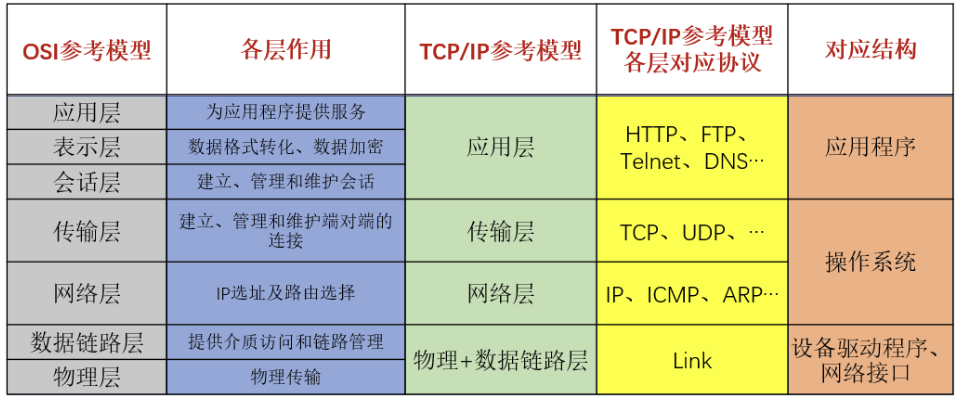 OSI参考模型
各层作用
TCP/IP参考模型
TCP/IP参考模型
各层对应协议
对应结构
应用层
为应用程序提供服务
表示层
数据格式转化、数据加密
会话层
建立、管理和维护会话
应用层
HTTP、FTP、
Telnet、DNS…
应用程序
传输层
建立、管理和维护端对端的
连接
传输层
TCP、UDP、…
网络层
IP选址及路由选择
网络层
IP、ICMP、ARP…
操作系统
数据链路层
提供介质访问和链路管理
物理层
物理传输
物理+数据链路层
Link
设备驱动程序、
网络接口